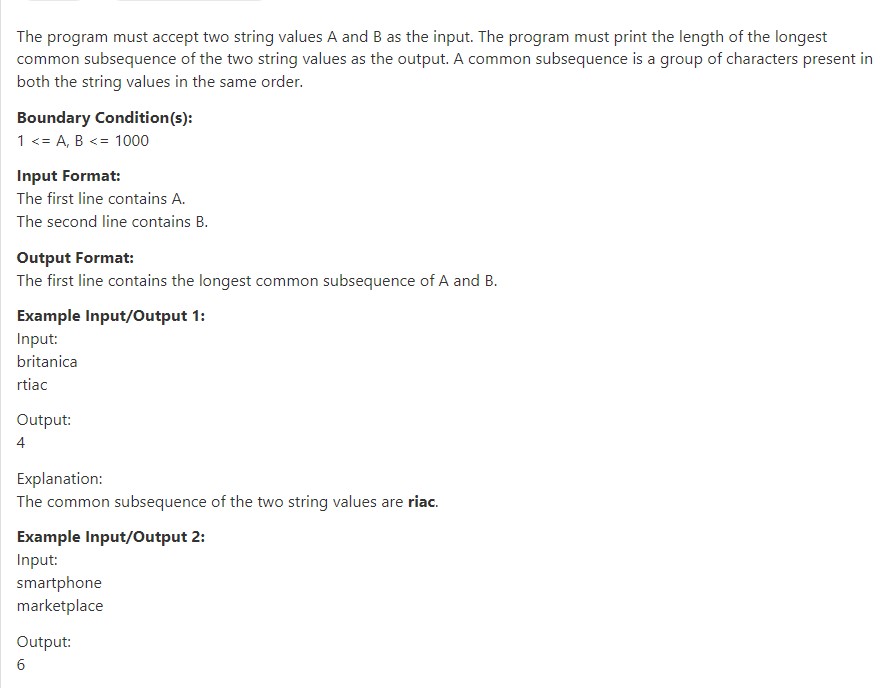 The program must accept two string values A and B as the input. The program must print the length of the longest
common subsequence of the two string values as the output. A common subsequence is a group of characters present in
both the string values in the same order.
Boundary Condition(s):
1 <= A, B <= 1000
Input Format:
The first line contains A.
The second line contains B.
Output Format:
The first line contains the longest common subsequence of A and B.
Example Input/Output 1:
Input:
britanica
rtiac
Output:
4
Explanation:
The common subsequence of the two string values are riac.
Example Input/Output 2:
Input:
smartphone
marketplace
Output:
6